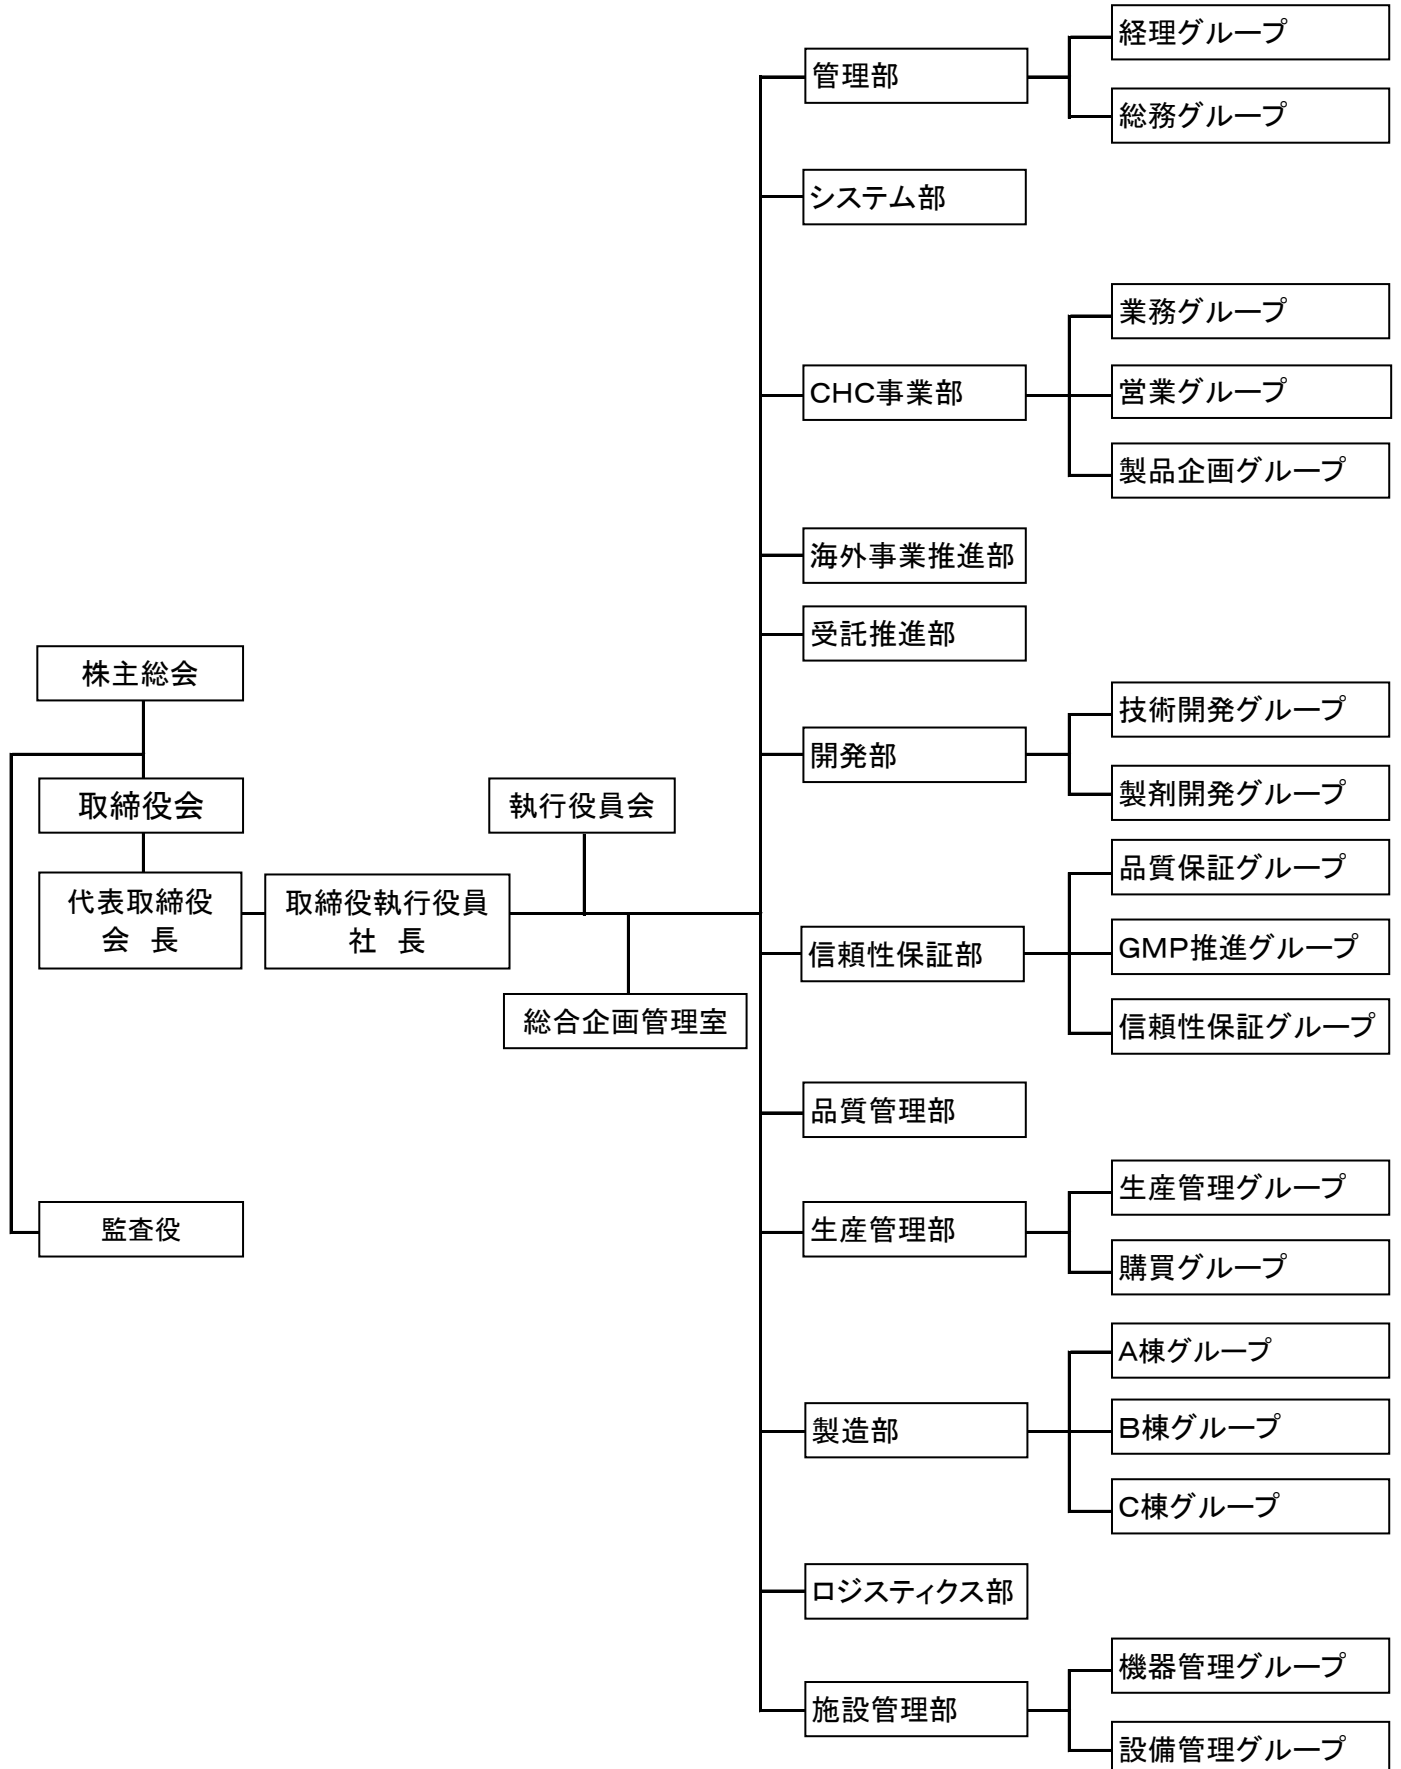 株主総会
取締役会
代表取締役
会 長
監査役
取締役執行役員
社 長
執行役員会
総合企画管理室
管理部
経理グループ
総務グループ
システム部
CHC事業部
業務グループ
営業グループ
製品企画グループ
海外事業推進部
受託推進部
開発部
技術開発グループ
製剤開発グループ
信頼性保証部
品質保証グループ
GMP推進グループ
信頼性保証グループ
品質管理部
生産管理部
生産管理グループ
購買グループ
製造部
A棟グループ
B棟グループ
C棟グループ
ロジスティクス部
施設管理部
機器管理グループ
設備管理グループ